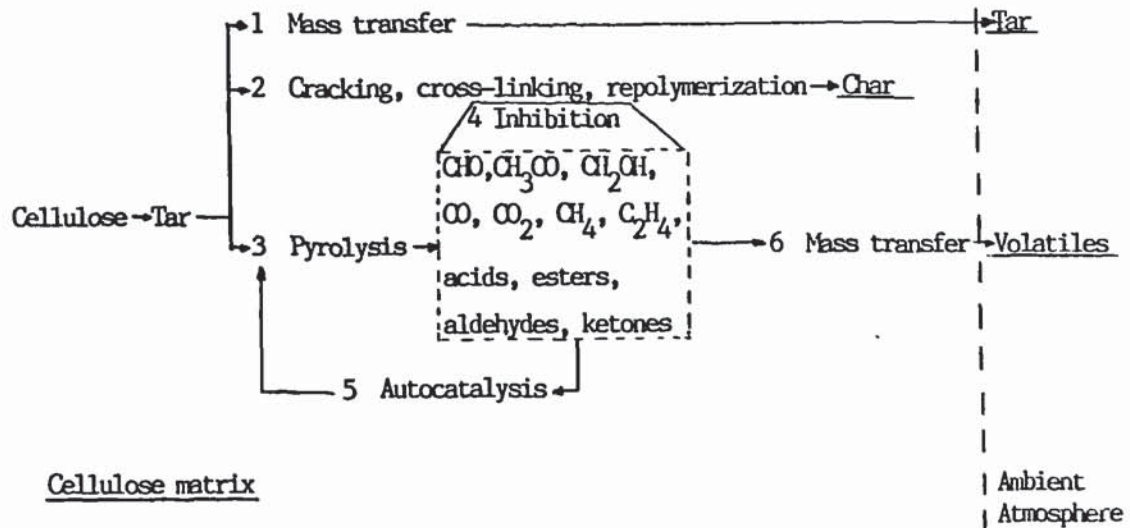 1 Mass transfer Tar
2 Cracking, cross-linking, repolymerization Char
4 Inhibition
CHO, CH3CO, CH2OH,
Cellulose Tar
CO, CO2, CH4, C2H4,
3 Pyrolysis 6 Mass transfer Volatiles
acids, esters,
aldehydes, ketones
5 Autocatalysis
Cellulose matrix
Ambient
Atmosphere